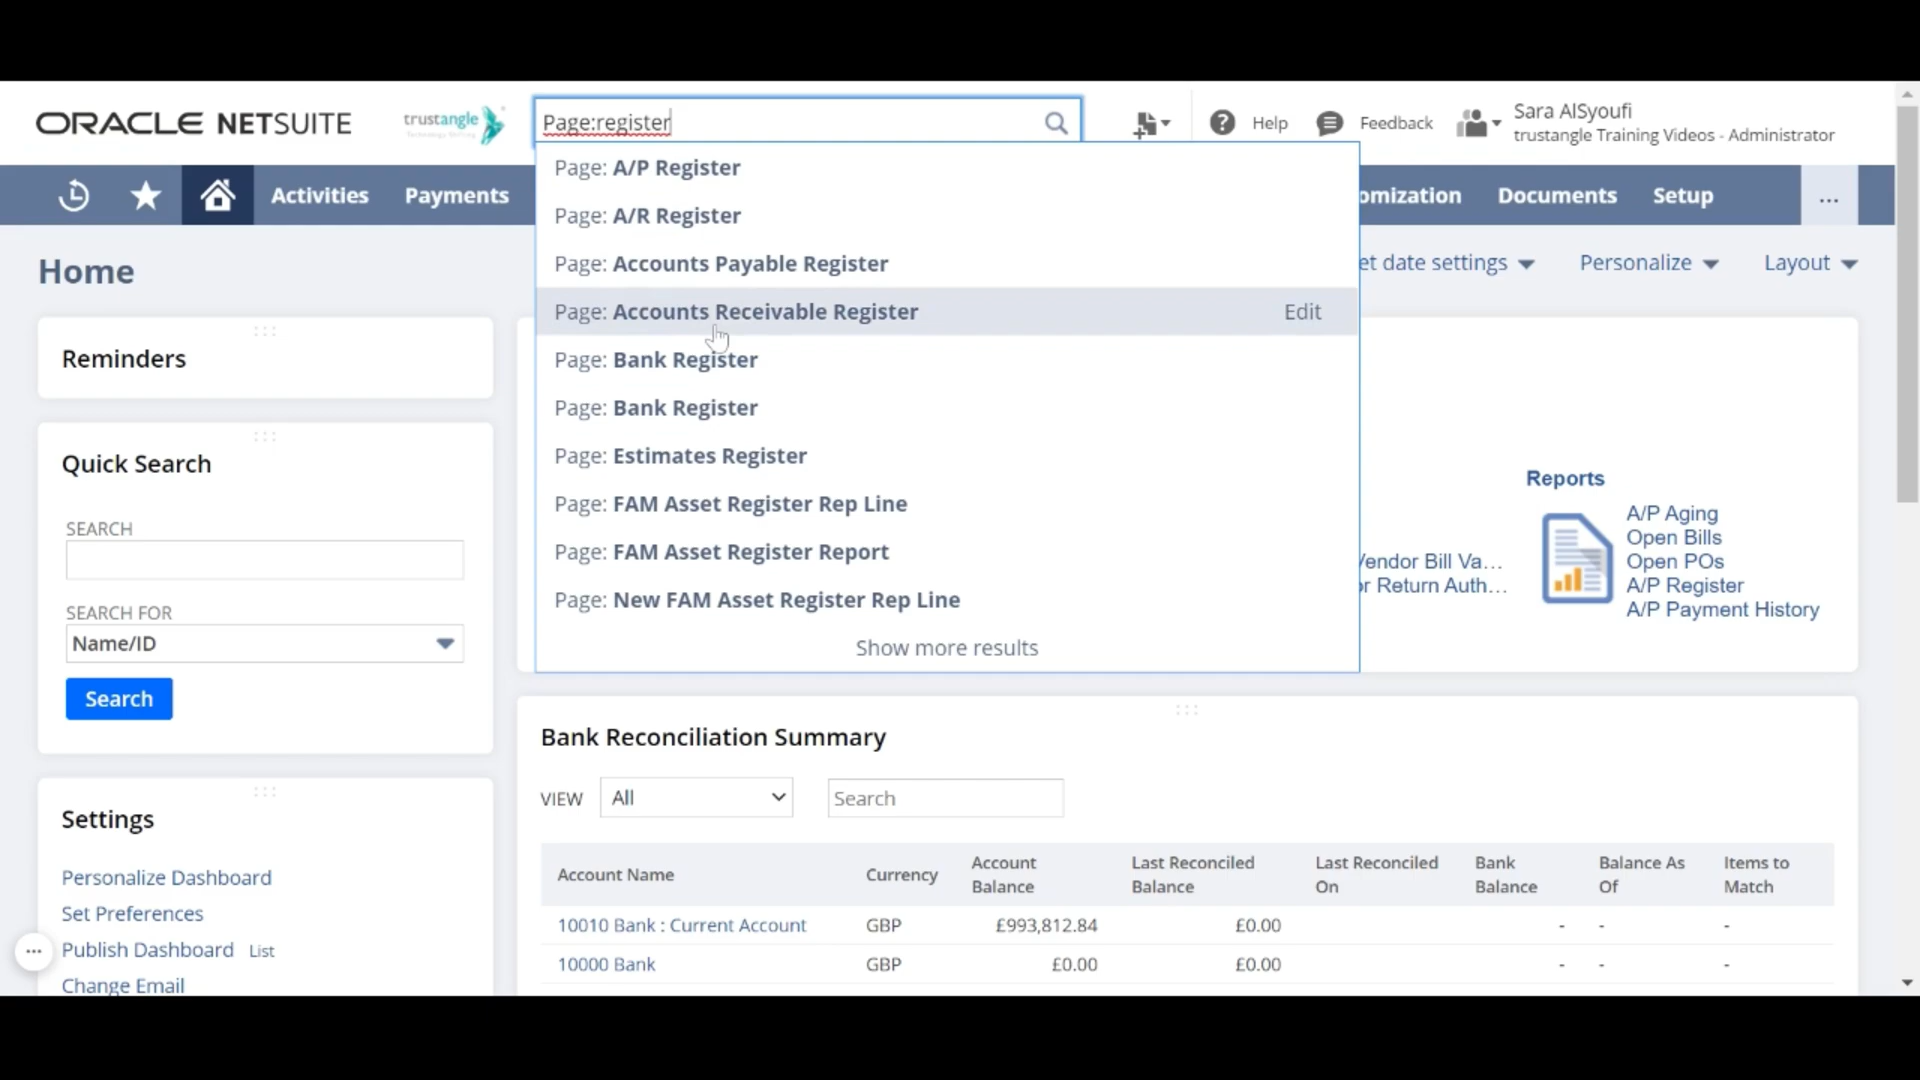 ORACLE NETSUITE
trustangle
Page:register
Help
Feedback
Sara AlSyoufi
trustangle Training Videos - Administrator
Activities
Payments
omization
Documents
Setup
...
Page: A/P Register
Page: A/R Register
Page: Accounts Payable Register
Page: Accounts Receivable Register
Edit
Page: Bank Register
Page: Bank Register
Page: Estimates Register
Page: FAM Asset Register Rep Line
Page: FAM Asset Register Report
Page: New FAM Asset Register Rep Line
Show more results
Home
et date settings
Personalize
Layout
Reminders
Quick Search
SEARCH
SEARCH FOR
Name/ID
Search
Settings
Personalize Dashboard
Set Preferences
Publish Dashboard List
Change Email
Vendor Bill Va...
or Return Auth...
Reports
A/P Aging
Open Bills
Open POs
A/P Register
A/P Payment History
Bank Reconciliation Summary
VIEW
All
Search
Account Name
Currency
Account Balance
Last Reconciled Balance
Last Reconciled On
Bank Balance
Balance As Of
Items to Match
10010 Bank : Current Account GBP £993,812.84 £0.00 - - -
10000 Bank GBP £0.00 £0.00 - - -